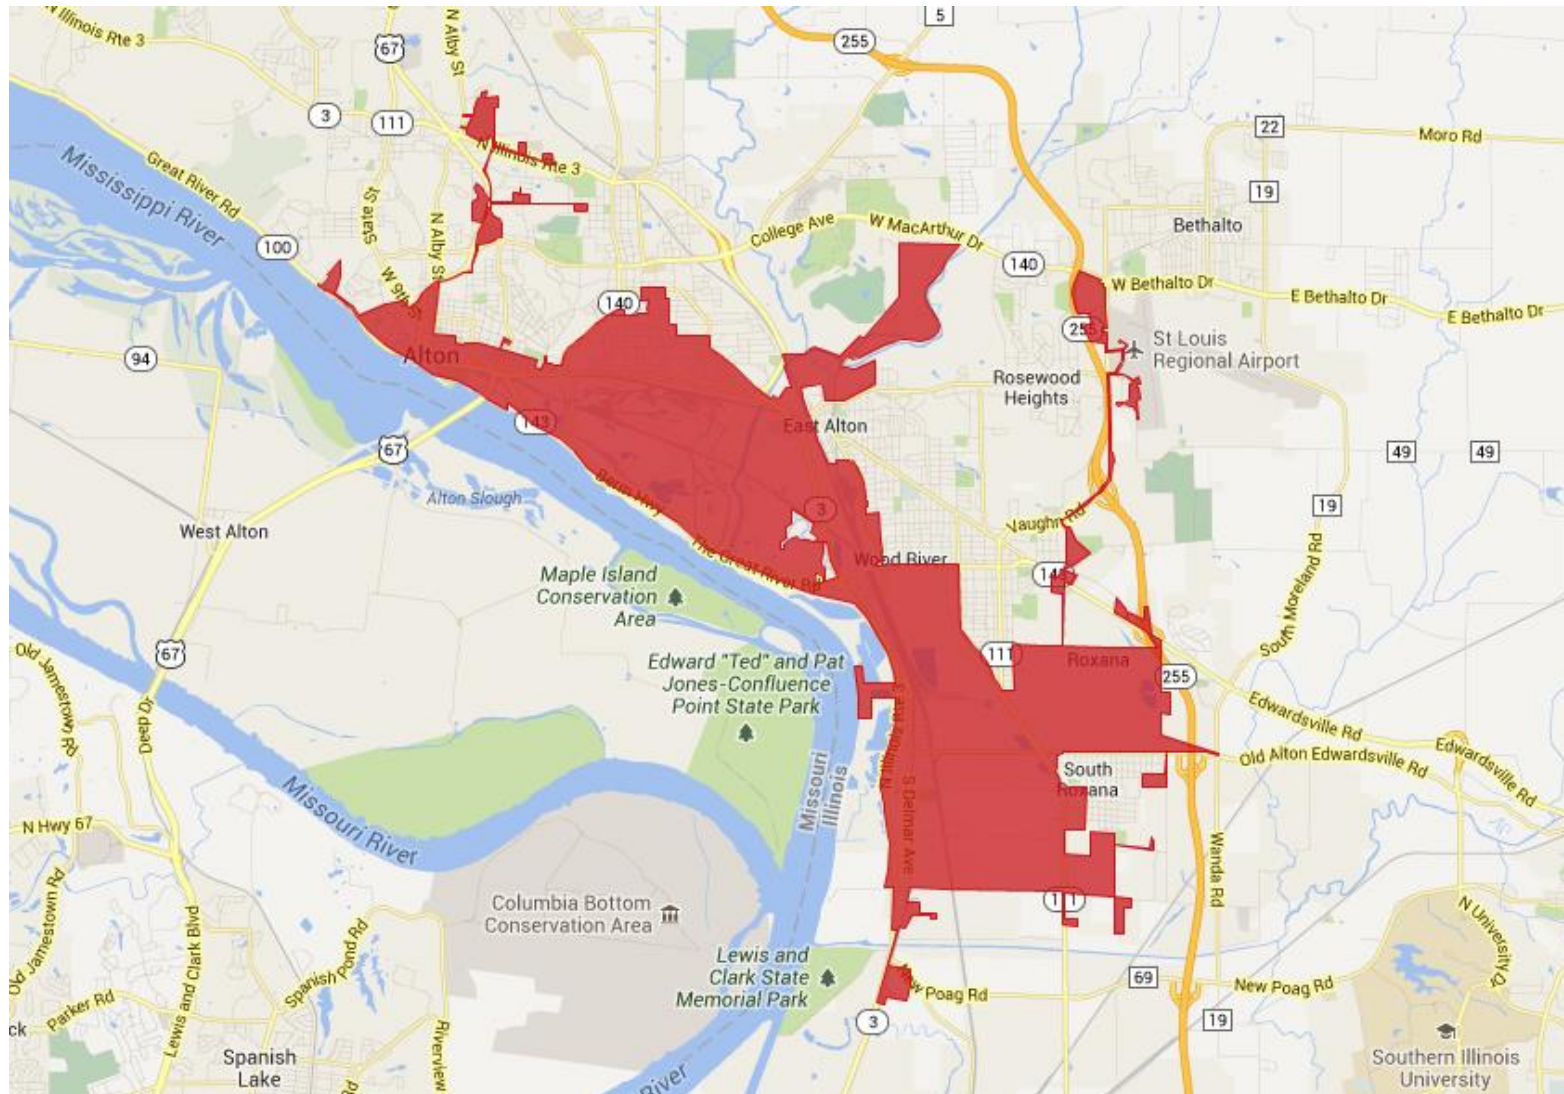 N Illinois Rte 3
67
N Alby St
255
5
3
111
N Illinois Rte 3
22
Moro Rd
19
Mississippi River
Great River Rd
State St
N Alby St
College Ave
W MacArthur Dr
Bethalto
100
W 9th St
140
140
W Bethalto Dr
E Bethalto Dr
E Bethalto Dr
255
St Louis
Regional Airport
94
Alton
Rosewood
Heights
143
East Alton
67
49
49
Alton Slough
Berm Hwy
3
19
Vaughn Rd
West Alton
The Great River Rd
Wood River
Maple Island
Conservation
Area
South Moreland Rd
67
Edward "Ted" and Pat
Jones-Confluence
Point State Park
111
Roxana
255
Old Jamestown Rd
Dead Ct
Missouri
Illinois
N Illinois Rte 3
S Delmar Ave
Edwardsville Rd
Old Alton Edwardsville Rd
Edwardsville Rd
South
Roxana
Missouri River
N Hwy 67
Wanda Rd
Old Jamestown Rd
Lewis and Clark Blvd
Columbia Bottom
Conservation Area
111
N University Dr
Spanish Pond Rd
Lewis and
Clark State
Memorial Park
New Poag Rd
69
New Poag Rd
Parker Rd
ck
3
19
Spanish
Lake
Riverview
Rd
River
Southern Illinois
University